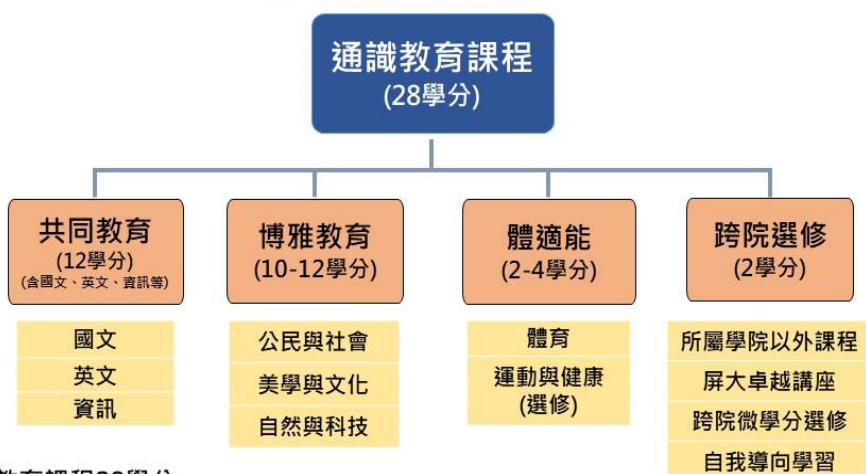 通識教育課程
(28學分)
共同教育
(12學分)
(含國文、英文、資訊等)
國文
英文
資訊
博雅教育
(10-12學分)
公民與社會
美學與文化
自然與科技
體適能
(2-4學分)
體育
運動與健康
(選修)
跨院選修
(2學分)
所屬學院以外課程
屏大卓越講座
跨院微學分選修
自我導向學習